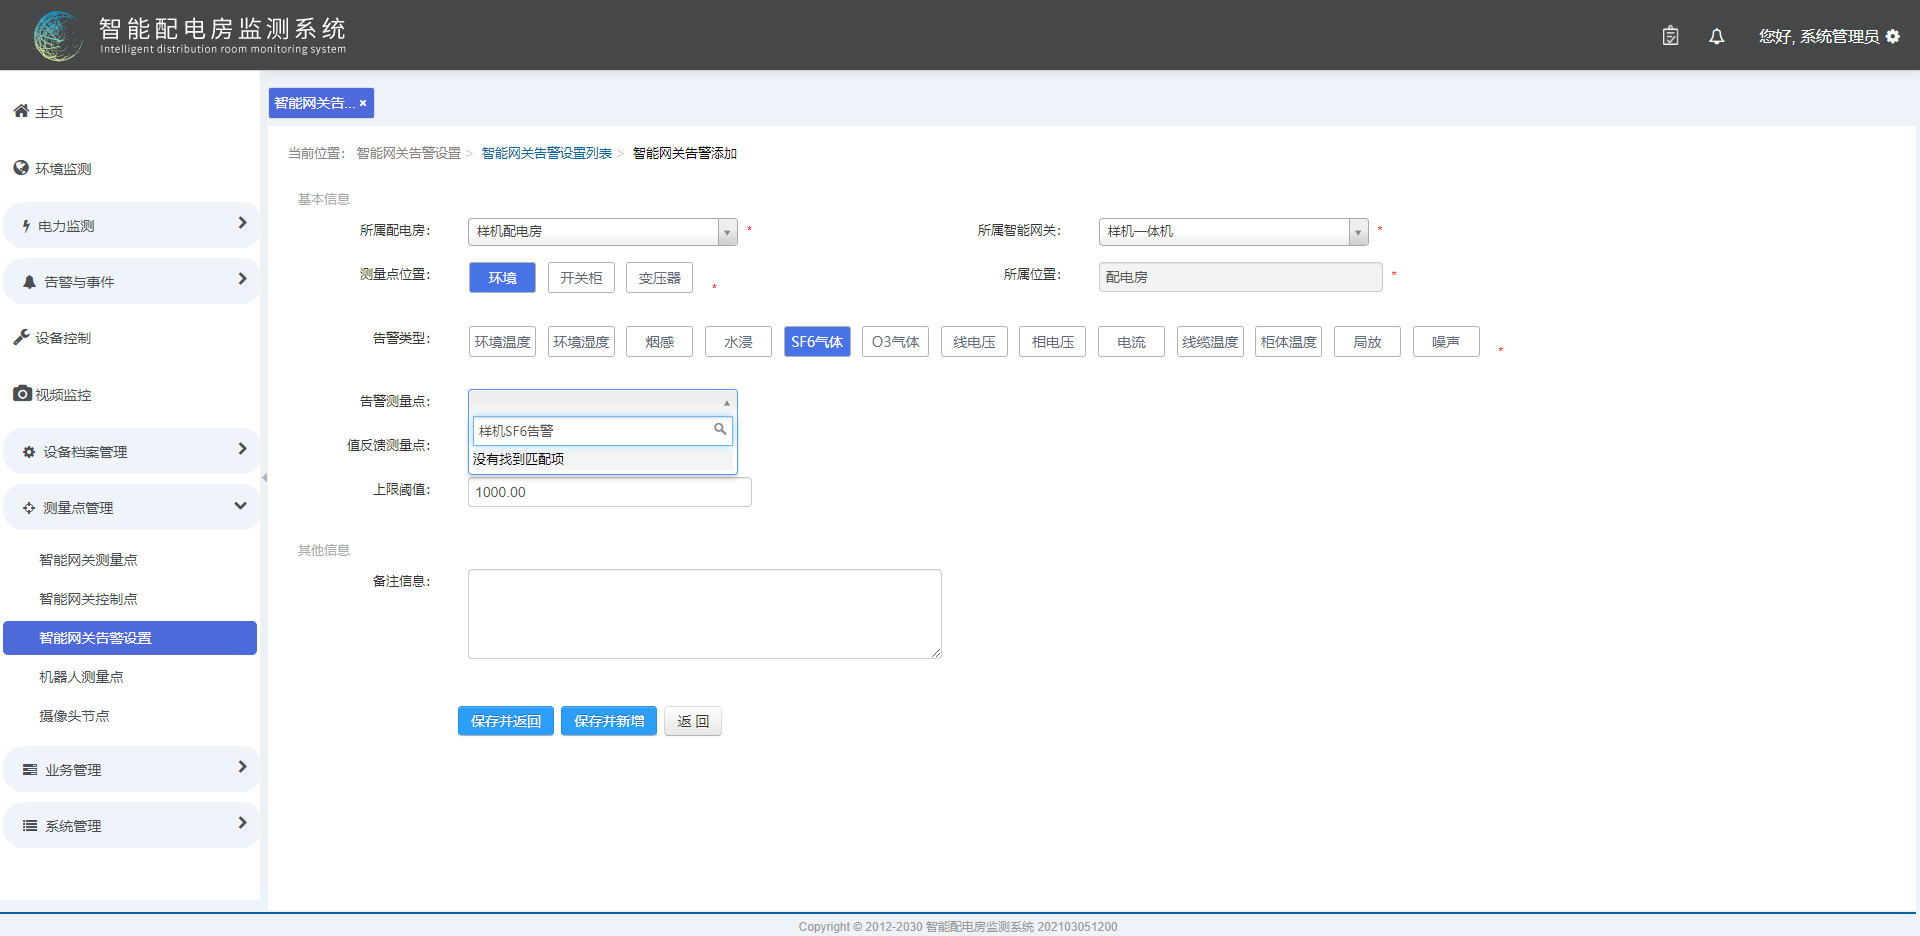 智能配电房监测系统
Intelligent distribution room monitoring system
您好, 系统管理员
主页
环境监测
电力监测
告警与事件
设备控制
视频监控
设备档案管理
测量点管理
智能网关测量点
智能网关控制点
智能网关告警设置
机器人测量点
摄像头节点
业务管理
系统管理
智能网关告... ×
当前位置： 智能网关告警设置 > 智能网关告警设置列表 > 智能网关告警添加
基本信息
所属配电房： 样机配电房 * 所属智能网关： 样机一体机 *
测量点位置： 环境 开关柜 变压器 * 所属位置： 配电房 *
告警类型： 环境温度 环境湿度 烟感 水浸 SF6气体 O3气体 线电压 相电压 电流 线缆温度 柜体温度 局放 噪声 *
告警测量点：
样机SF6告警
值反馈测量点：
没有找到匹配项
上限阈值： 1000.00
其他信息
备注信息：
保存并返回 保存并新增 返 回
Copyright © 2012-2030 智能配电房监测系统 202103051200